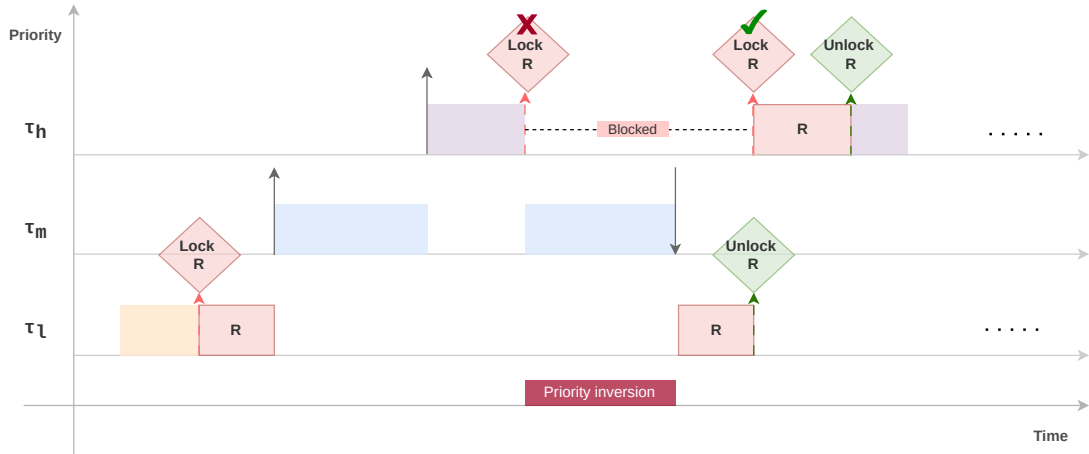 Priority
X ✓
Lock
R
Lock
R
Unlock
R
τh
Blocked
R
. . . . .
τm
Lock
R
Unlock
R
τl
R
R
. . . . .
Priority inversion
Time